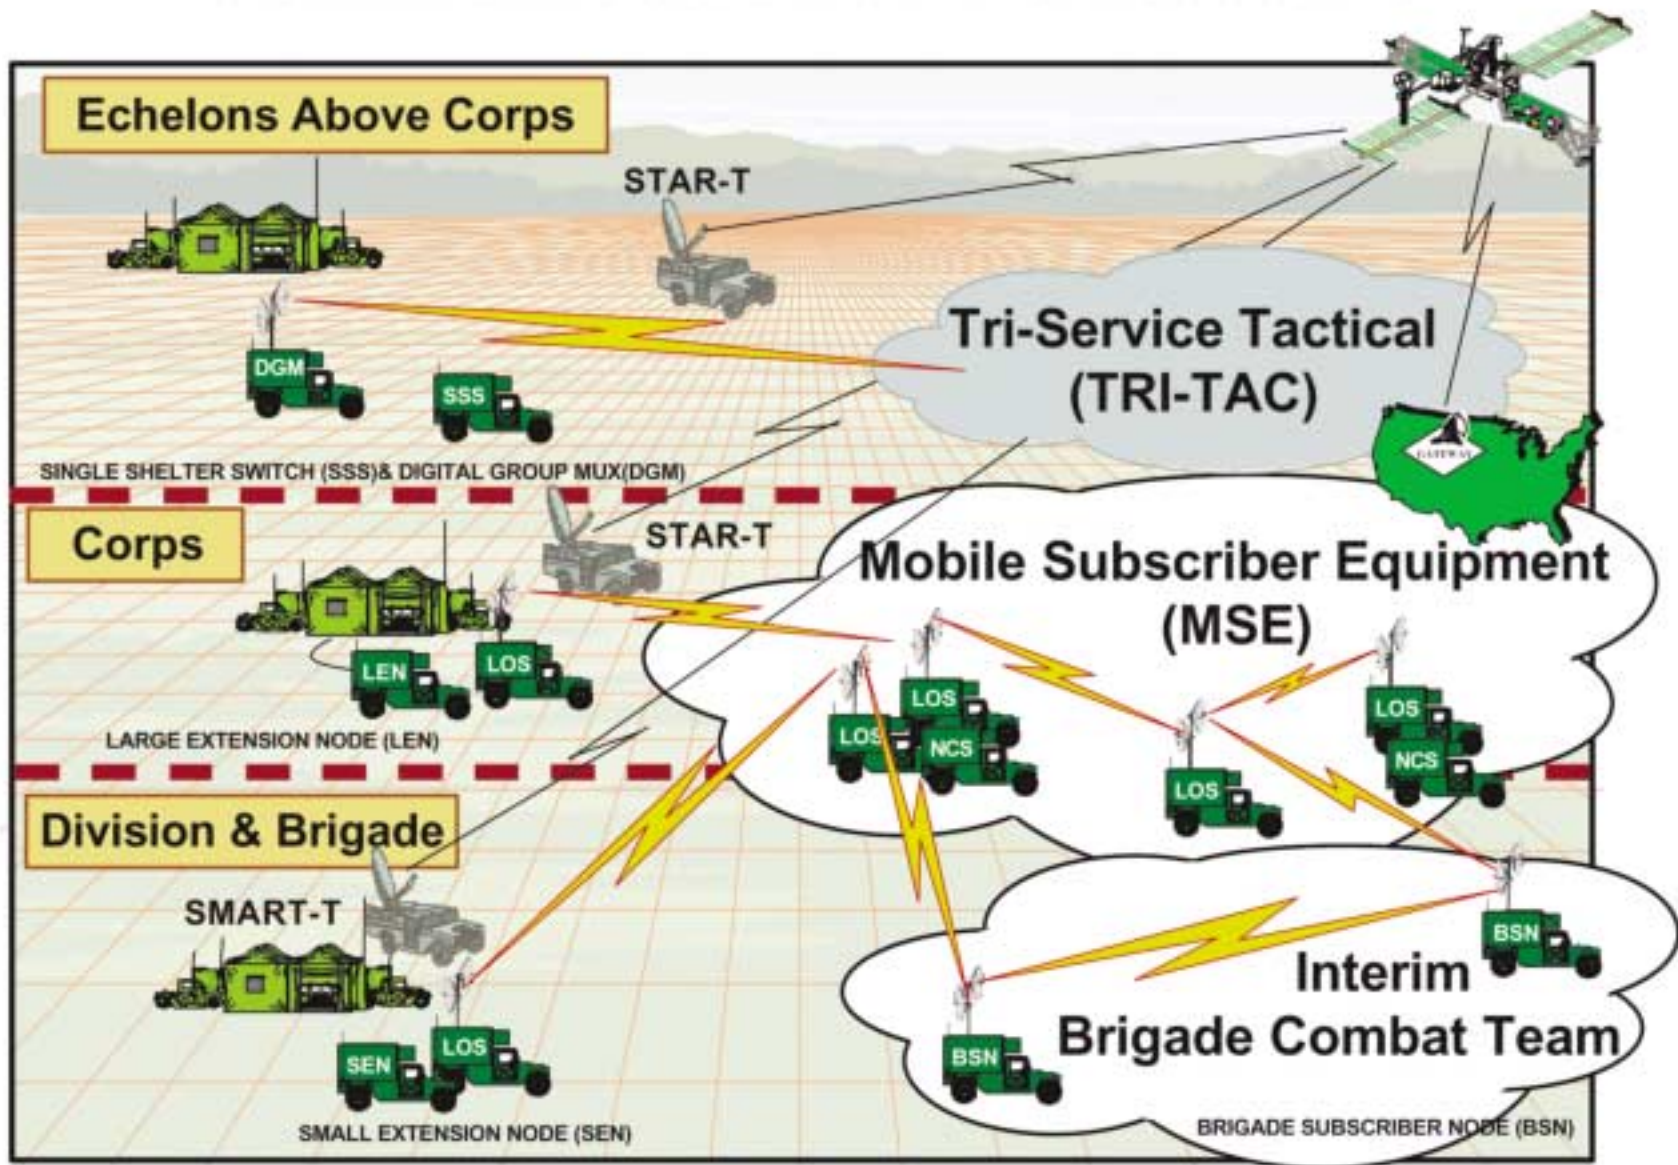 Echelons Above Corps
STAR-T
Tri-Service Tactical
(TRI-TAC)
DGM
SSS
GATEWAY
SINGLE SHELTER SWITCH (SSS)& DIGITAL GROUP MUX(DGM)
Corps
STAR-T
Mobile Subscriber Equipment
(MSE)
LEN
LOS
LOS
LOS
NCS
LOS
LOS
NCS
LARGE EXTENSION NODE (LEN)
Division & Brigade
SMART-T
BSN
Interim
Brigade Combat Team
SEN
LOS
BSN
SMALL EXTENSION NODE (SEN)
BRIGADE SUBSCRIBER NODE (BSN)